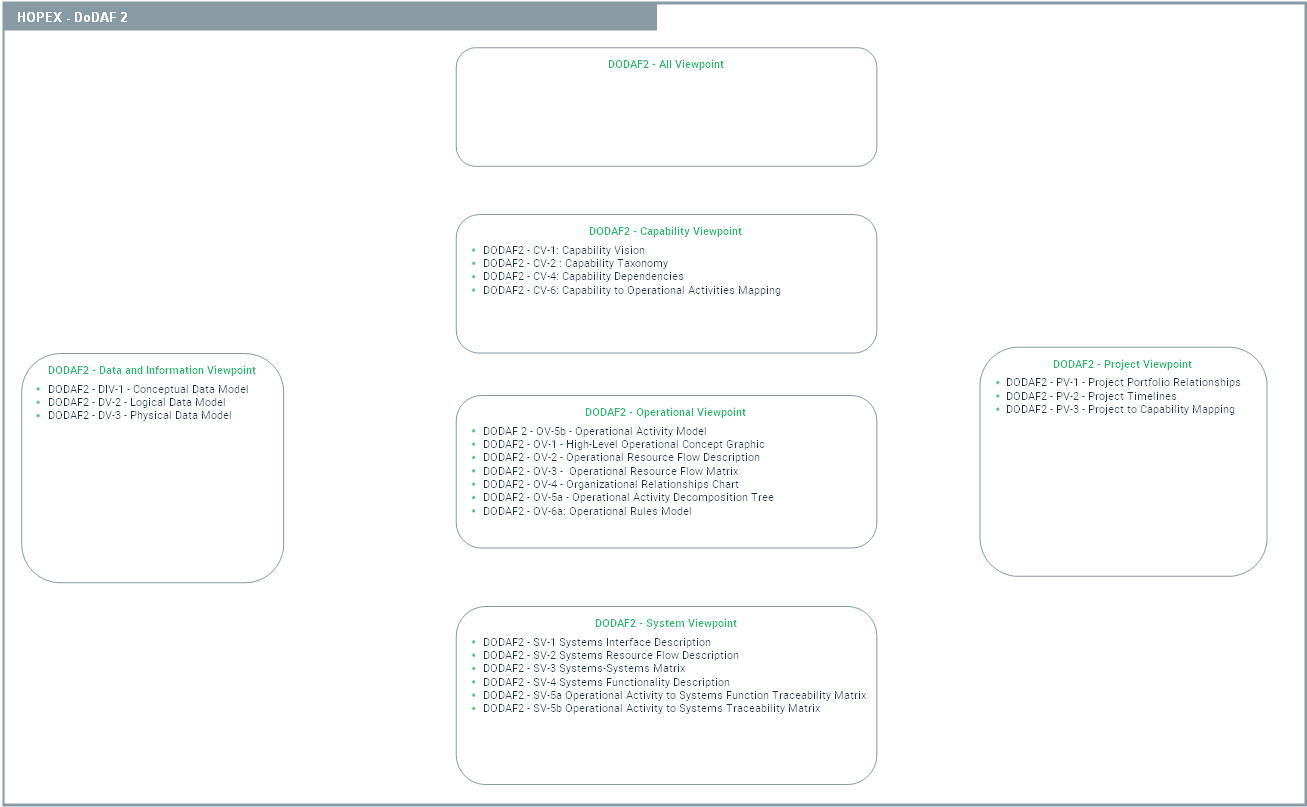 HOPEX - DoDAF 2
DODAF2 - All Viewpoint
DODAF2 - Capability Viewpoint
DODAF2 - CV-1: Capability Vision
DODAF2 - CV-2 : Capability Taxonomy
DODAF2 - CV-4: Capability Dependencies
DODAF2 - CV-6: Capability to Operational Activities Mapping
DODAF2 - Data and Information Viewpoint
DODAF2 - DIV-1 - Conceptual Data Model
DODAF2 - DV-2 - Logical Data Model
DODAF2 - DV-3 - Physical Data Model
DODAF2 - Operational Viewpoint
DODAF 2 - OV-5b - Operational Activity Model
DODAF2 - OV-1 - High-Level Operational Concept Graphic
DODAF2 - OV-2 - Operational Resource Flow Description
DODAF2 - OV-3 -  Operational Resource Flow Matrix
DODAF2 - OV-4 - Organizational Relationships Chart
DODAF2 - OV-5a - Operational Activity Decomposition Tree
DODAF2 - OV-6a: Operational Rules Model
DODAF2 - Project Viewpoint
DODAF2 - PV-1 - Project Portfolio Relationships
DODAF2 - PV-2 - Project Timelines
DODAF2 - PV-3 - Project to Capability Mapping
DODAF2 - System Viewpoint
DODAF2 - SV-1 Systems Interface Description
DODAF2 - SV-2 Systems Resource Flow Description
DODAF2 - SV-3 Systems-Systems Matrix
DODAF2 - SV-4 Systems Functionality Description
DODAF2 - SV-5a Operational Activity to Systems Function Traceability Matrix
DODAF2 - SV-5b Operational Activity to Systems Traceability Matrix